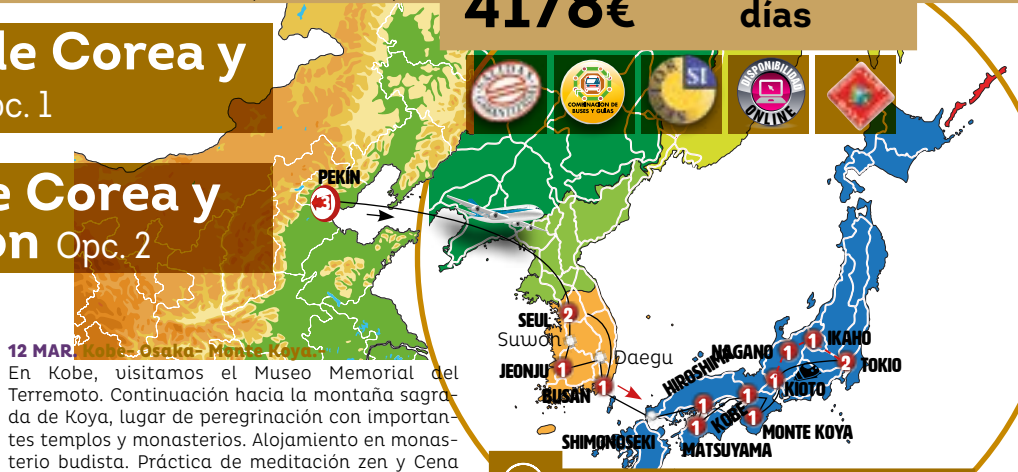 4178€ días
de Corea y
Opc. 1
e Corea y
ón Opc. 2
COMBINACIÓN DE
BUSES Y GUÍAS
SI
DISPONIBILIDAD
ONLINE
PEKÍN
3
SEUL
2
Suwon
Daegu
JEONJU
1
BUSAN
1
HIROSHIMA
1
SHIMONOSEKI
MATSUYAMA
1
KOBE
1
MONTE KOYA
1
KIOTO
1
NAGANO
1
IKAHO
1
TOKIO
2
12 MAR. Kobe- Osaka- Monte Koya.-
En Kobe, visitamos el Museo Memorial del
Terremoto. Continuación hacia la montaña sagra-
da de Koya, lugar de peregrinación con importan-
tes templos y monasterios. Alojamiento en monas-
terio budista. Práctica de meditación zen y Cena